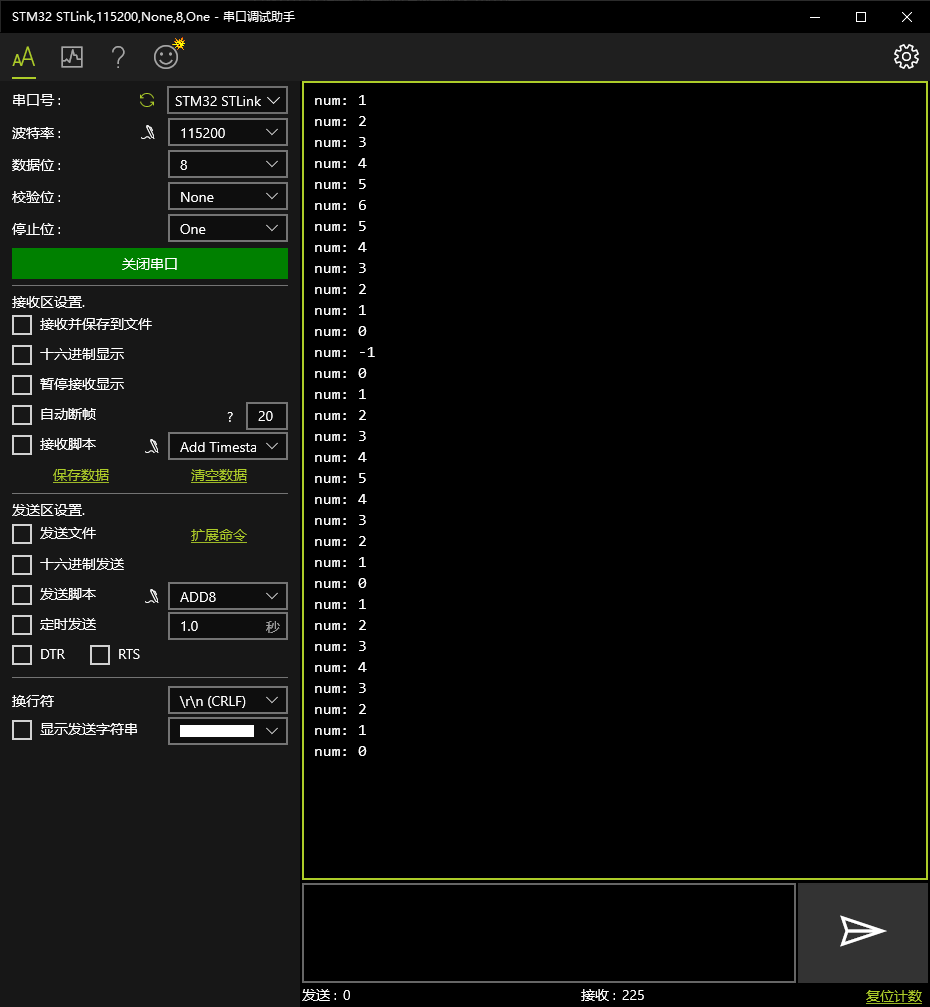 STM32 STLink,115200,None,8,One - 串口调试助手
串口号 :
STM32 STLink
波特率 :
115200
数据位 :
8
校验位 :
None
停止位 :
One
关闭串口
接收区设置.
接收并保存到文件
十六进制显示
暂停接收显示
自动断帧
?
20
接收脚本
Add Timesta
保存数据
清空数据
发送区设置.
发送文件
扩展命令
十六进制发送
发送脚本
ADD8
定时发送
1.0
秒
DTR
RTS
换行符
\r\n (CRLF)
显示发送字符串
num: 1
num: 2
num: 3
num: 4
num: 5
num: 6
num: 5
num: 4
num: 3
num: 2
num: 1
num: 0
num: -1
num: 0
num: 1
num: 2
num: 3
num: 4
num: 5
num: 4
num: 3
num: 2
num: 1
num: 0
num: 1
num: 2
num: 3
num: 4
num: 3
num: 2
num: 1
num: 0
发送 : 0
接收 : 225
复位计数